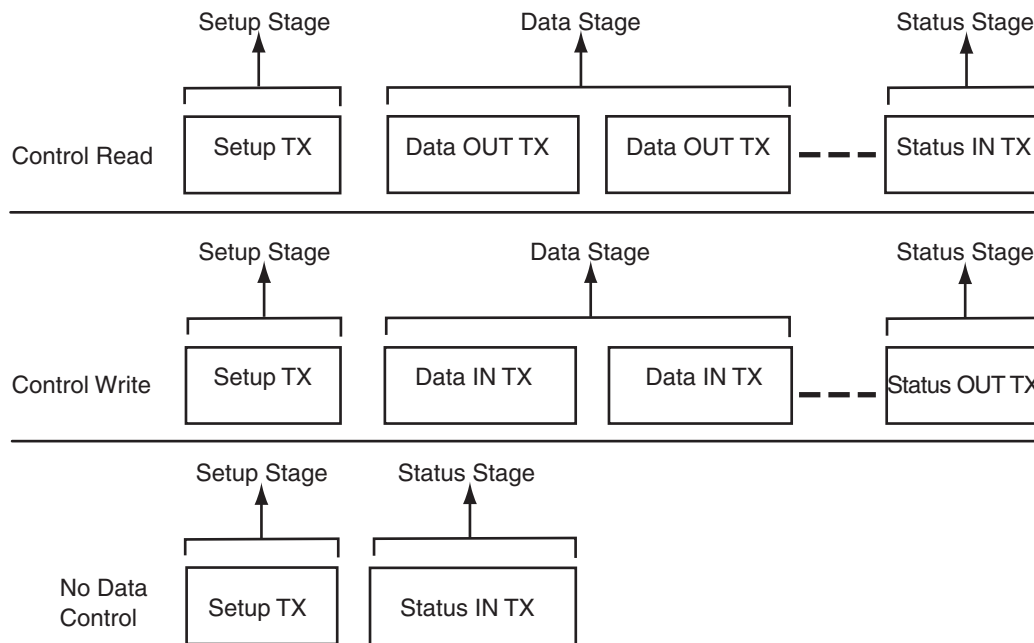 Setup Stage Data Stage Status Stage
Control Read Setup TX Data OUT TX Data OUT TX Status IN TX
Setup Stage Data Stage Status Stage
Control Write Setup TX Data IN TX Data IN TX Status OUT TX
Setup Stage Status Stage
No Data
Control
Setup TX Status IN TX